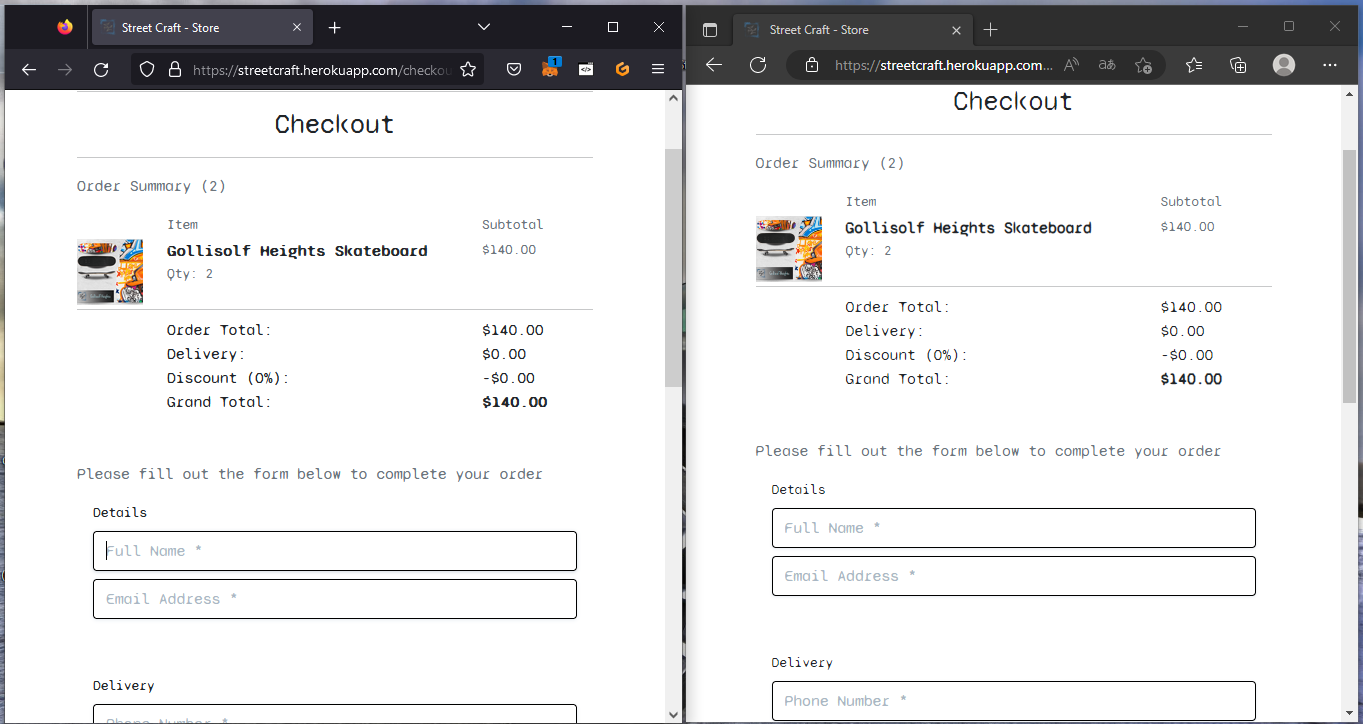 Street Craft - Store
https://streetcraft.herokuapp.com/checkou
1
Checkout
Order Summary (2)
Item Subtotal
Gollisolf Heights Skateboard $140.00
Qty: 2
Order Total: $140.00
Delivery: $0.00
Discount (0%): -$0.00
Grand Total: $140.00
Please fill out the form below to complete your order
Details
Full Name *
Email Address *
Delivery
Phone Number *
Street Craft - Store
https://streetcraft.herokuapp.com...
Checkout
Order Summary (2)
Item Subtotal
Gollisolf Heights Skateboard $140.00
Qty: 2
Order Total: $140.00
Delivery: $0.00
Discount (0%): -$0.00
Grand Total: $140.00
Please fill out the form below to complete your order
Details
Full Name *
Email Address *
Delivery
Phone Number *